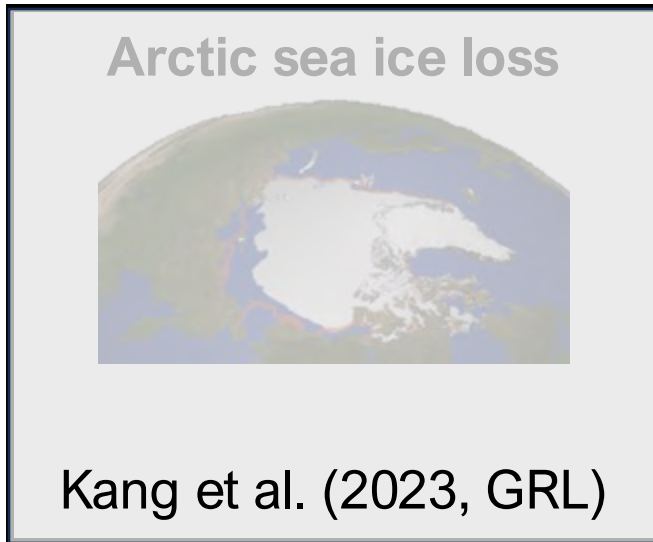 Arctic sea ice loss
Kang et al. (2023, GRL)